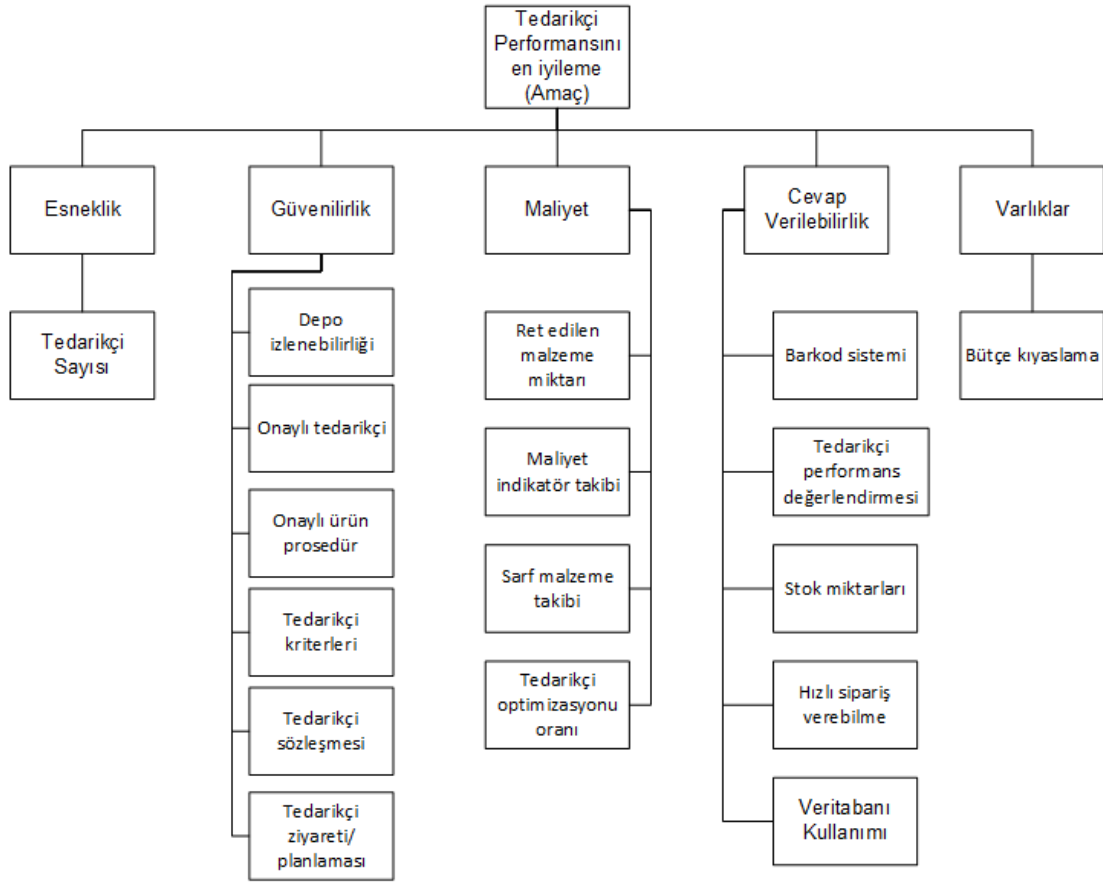 Tedarikçi
Performansını
en iyileme
(Amaç)
Esneklik
Güvenilirlik
Maliyet
Cevap
Verilebilirlik
Varlıklar
Tedarikçi
Sayısı
Depo
izlenebilirliği
Onaylı tedarikçi
Onaylı ürün
prosedür
Tedarikçi
kriterleri
Tedarikçi
sözleşmesi
Tedarikçi
ziyareti/
planlaması
Ret edilen
malzeme
miktarı
Maliyet
indikatör takibi
Sarf malzeme
takibi
Tedarikçi
optimizasyonu
oranı
Barkod sistemi
Tedarikçi
performans
değerlendirmesi
Stok miktarları
Hızlı sipariş
verebilme
Veritabanı
Kullanımı
Bütçe kıyaslama